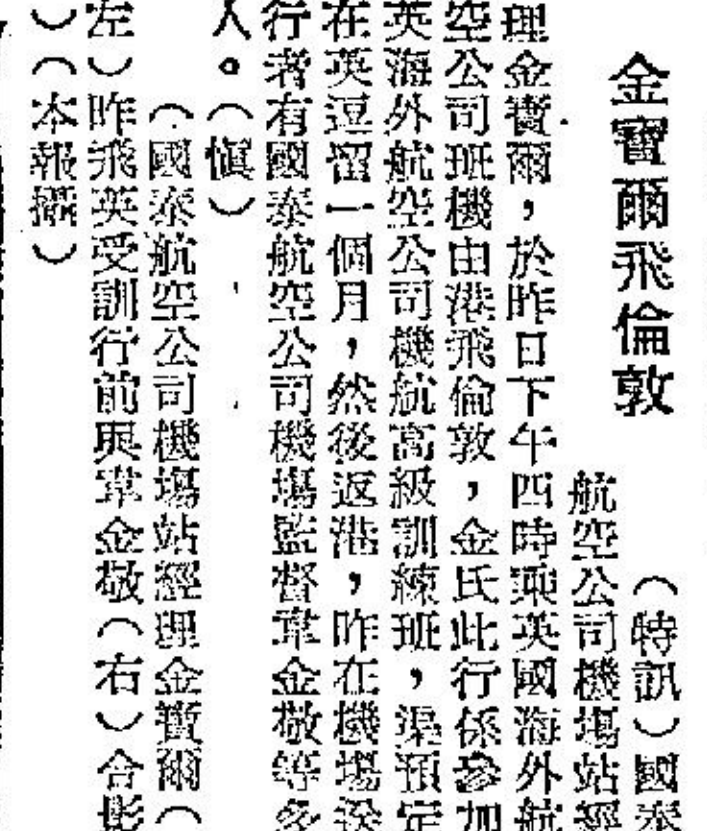 金寶爾飛倫敦
（特訊）國泰
航空公司機場站經
理金寶爾，於昨日下午四時乘英國海外航
空公司班機由港飛倫敦，金氏此行係參加
英海外航空公司機航高級訓練班，渠預定
在英逗留一個月，然後返港，昨在機場送
行者有國泰航空公司機場監督韋金敬等多
人。（愼）
（國泰航空公司機場站經理金寶爾（
左）昨飛英受訓行前與韋金敬（右）合影
）（本報攝）